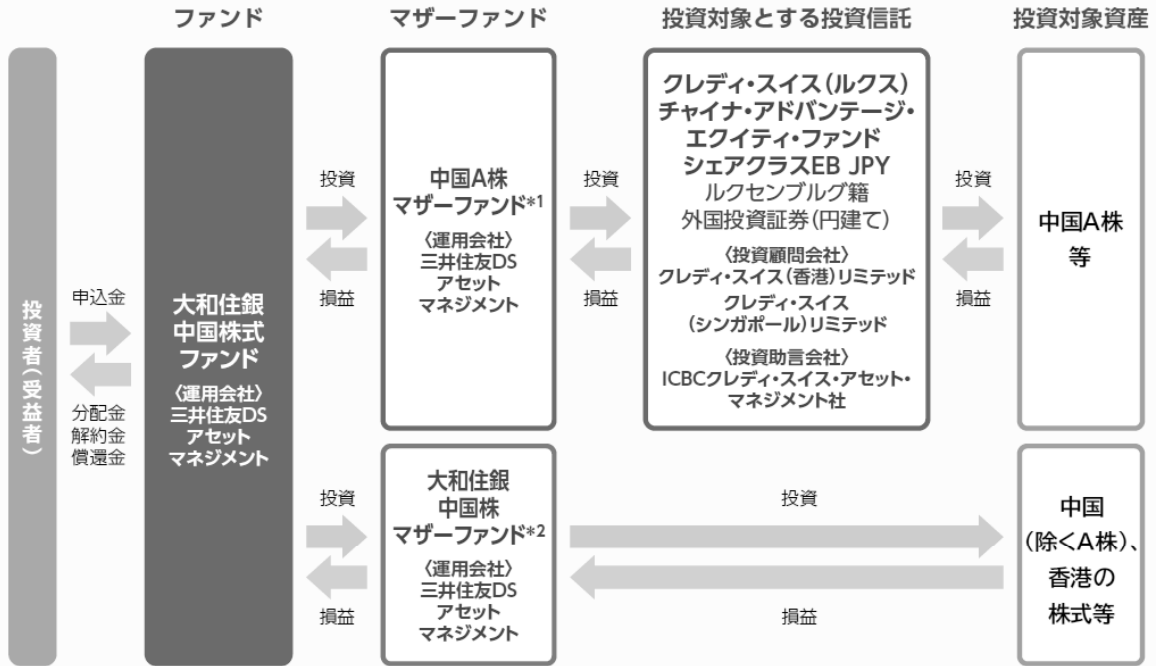 ファンド
マザーファンド
投資対象とする投資信託
投資対象資産
投資者(受益者)
申込金
分配金
解約金
償還金
大和住銀
中国株式
ファンド
〈運用会社〉
三井住友DS
アセット
マネジメント
投資
損益
中国A株
マザーファンド*1
〈運用会社〉
三井住友DS
アセット
マネジメント
投資
損益
クレディ・スイス(ルクス)
チャイナ・アドバンテージ・
エクイティ・ファンド
シェアクラスEB JPY
ルクセンブルグ籍
外国投資証券(円建て)
〈投資顧問会社〉
クレディ・スイス(香港)リミテッド
クレディ・スイス
(シンガポール)リミテッド
〈投資助言会社〉
ICBCクレディ・スイス・アセット・
マネジメント社
投資
損益
中国A株
等
投資
損益
大和住銀
中国株
マザーファンド*2
〈運用会社〉
三井住友DS
アセット
マネジメント
投資
損益
中国
(除くA株)、
香港の
株式等